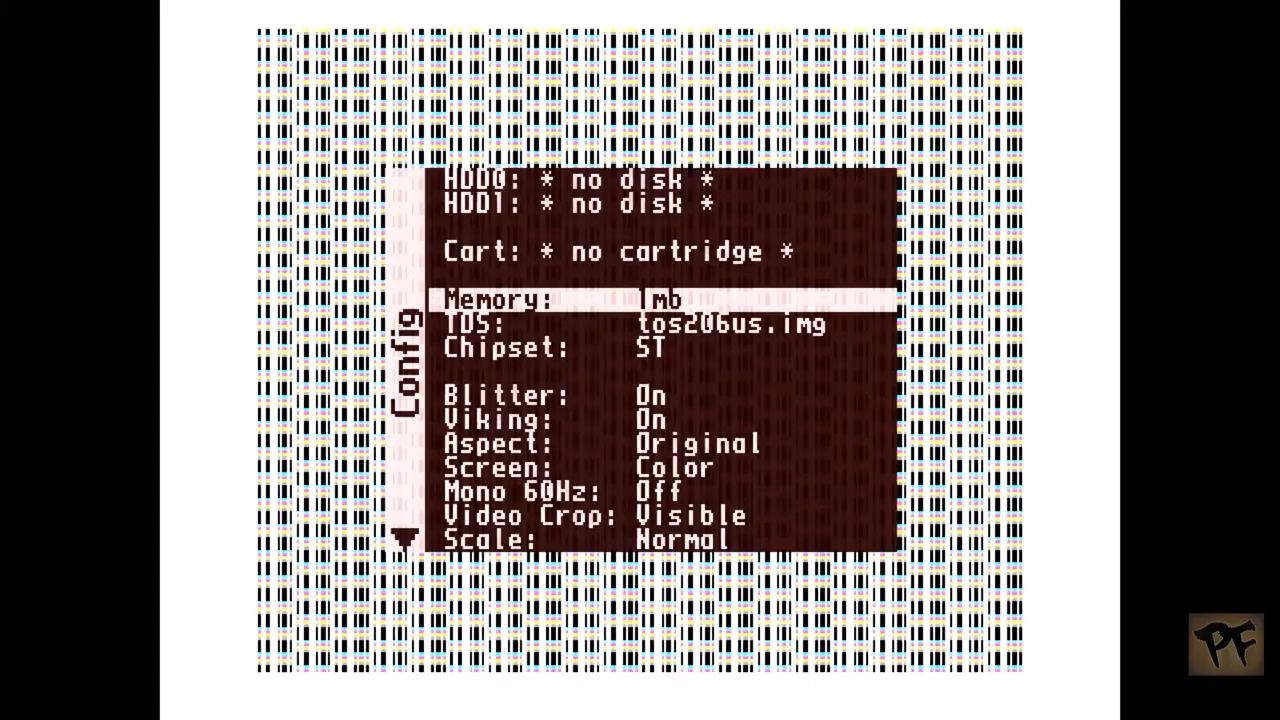 HDD0: * no disk *
HDD1: * no disk *
Cart: * no cartridge *
Memory: 1mb
TOS: tos206us.img
Chipset: ST
Blitter: On
Viking: On
Aspect: Original
Screen: Color
Mono 60Hz: Off
Video Crop: Visible
Scale: Normal
Config
PF